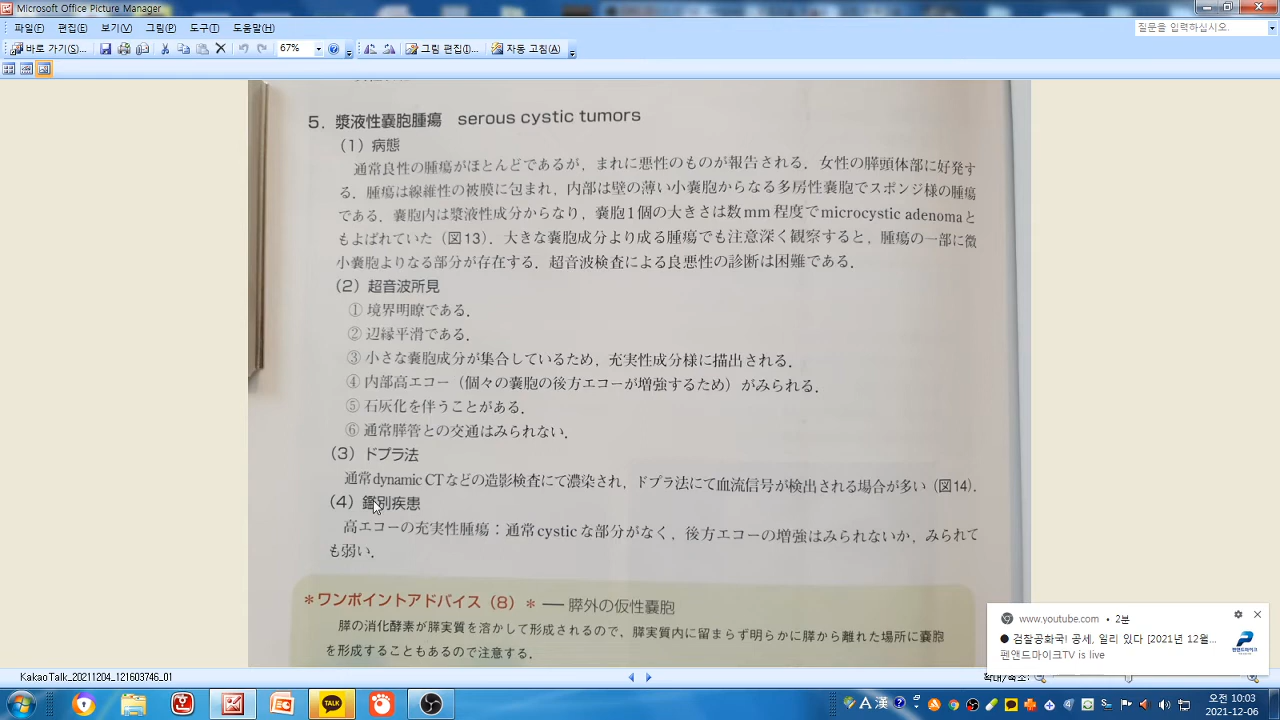 Microsoft Office Picture Manager
파일(F) 편집(E) 보기(V) 그림(P) 도구(T) 도움말(H)
질문을 입력하십시오.
바로 가기(S)... 67% 그림 편집(I)... 자동 고침(A)
5. 漿液性嚢胞腫瘍 serous cystic tumors
(1) 病態
通常良性の腫瘍がほとんどであるが，まれに悪性のものが報告される．女性の膵頭体部に好発す
る．腫瘍は線維性の被膜に包まれ，内部は壁の薄い小嚢胞からなる多房性嚢胞でスポンジ様の腫瘍
である．嚢胞内は漿液性成分からなり，嚢胞1個の大きさは数mm程度でmicrocystic adenomaと
もよばれていた（図13）．大きな嚢胞成分より成る腫瘍でも注意深く観察すると，腫瘍の一部に微
小嚢胞よりなる部分が存在する．超音波検査による良悪性の診断は困難である．
(2) 超音波所見
① 境界明瞭である．
② 辺縁平滑である．
③ 小さな嚢胞成分が集合しているため，充実性成分様に描出される．
④ 内部高エコー（個々の嚢胞の後方エコーが増強するため）がみられる．
⑤ 石灰化を伴うことがある．
⑥ 通常膵管との交通はみられない．
(3) ドプラ法
通常dynamic CTなどの造影検査にて濃染され，ドプラ法にて血流信号が検出される場合が多い（図14）．
(4) 鑑別疾患
高エコーの充実性腫瘍：通常cysticな部分がなく，後方エコーの増強はみられないか，みられて
も弱い．
＊ワンポイントアドバイス（8）＊ ── 膵外の仮性嚢胞
膵の消化酵素が膵実質を溶かして形成されるので，膵実質内に留まらず明らかに膵から離れた場所に嚢胞
を形成することもあるので注意する．
www.youtube.com • 2분
● 검찰공화국! 공세, 일리 있다 [2021년 12월...
펜앤드마이크TV is live
펜앤드마이크
KakaoTalk_20211204_121603746_01
확대/축소:
TALK
A 漢
오전 10:03
2021-12-06